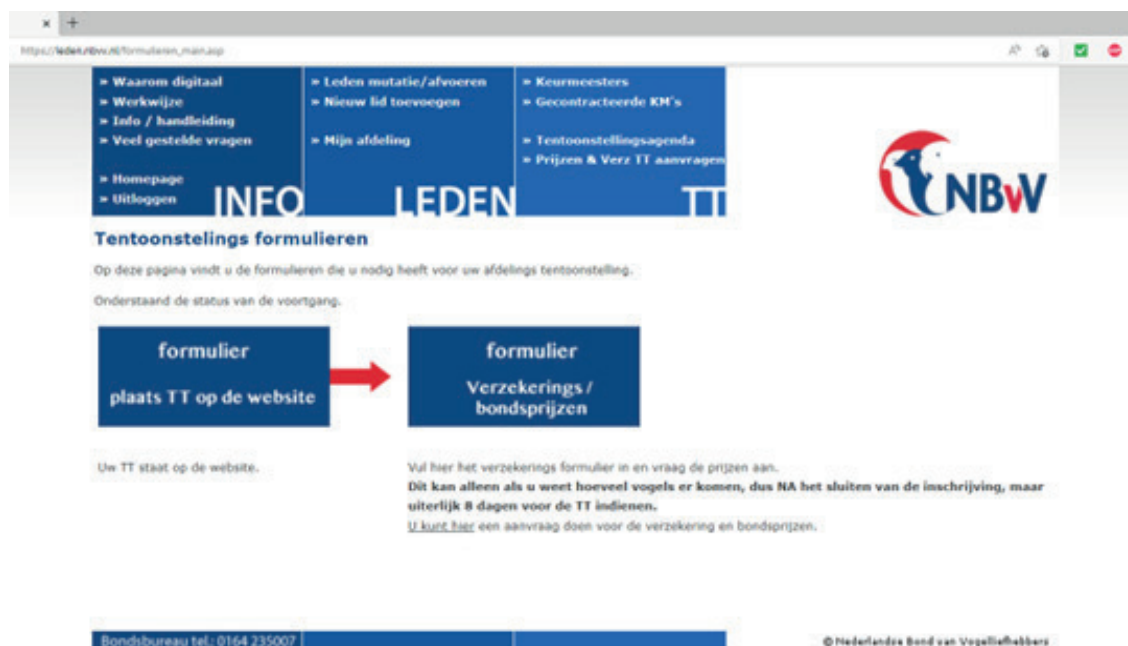 https://leden.nbvv.nl/formulieren_main.asp
» Waarom digitaal
» Werkwijze
» Info / handleiding
» Veel gestelde vragen
» Homepage
» Uitloggen
INFO
» Leden mutatie/afvoeren
» Nieuw lid toevoegen
» Mijn afdeling
LEDEN
» Keurmeesters
» Gecontracteerde KM's
» Tentoonstellingsagenda
» Prijzen & Verz TT aanvragen
TT
NBvV
Tentoonstelings formulieren
Op deze pagina vindt u de formulieren die u nodig heeft voor uw afdelings tentoonstelling.
Onderstaand de status van de voortgang.
formulier
plaats TT op de website
formulier
Verzekerings /
bondsprijzen
Uw TT staat op de website.
Vul hier het verzekerings formulier in en vraag de prijzen aan.
Dit kan alleen als u weet hoeveel vogels er komen, dus NA het sluiten van de inschrijving, maar
uiterlijk 8 dagen voor de TT indienen.
U kunt hier een aanvraag doen voor de verzekering en bondsprijzen.
Bondsbureau tel.: 0164 235007
© Nederlandse Bond van Vogelliefhebbers